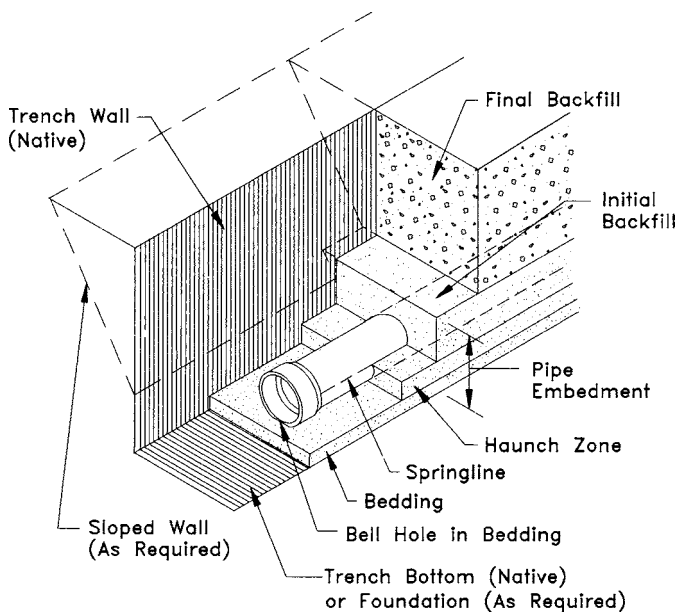 Trench Wall
(Native)
Final Backfill
Initial
Backfill
Pipe
Embedment
Haunch Zone
Springline
Bedding
Bell Hole in Bedding
Sloped Wall
(As Required)
Trench Bottom (Native)
or Foundation (As Required)